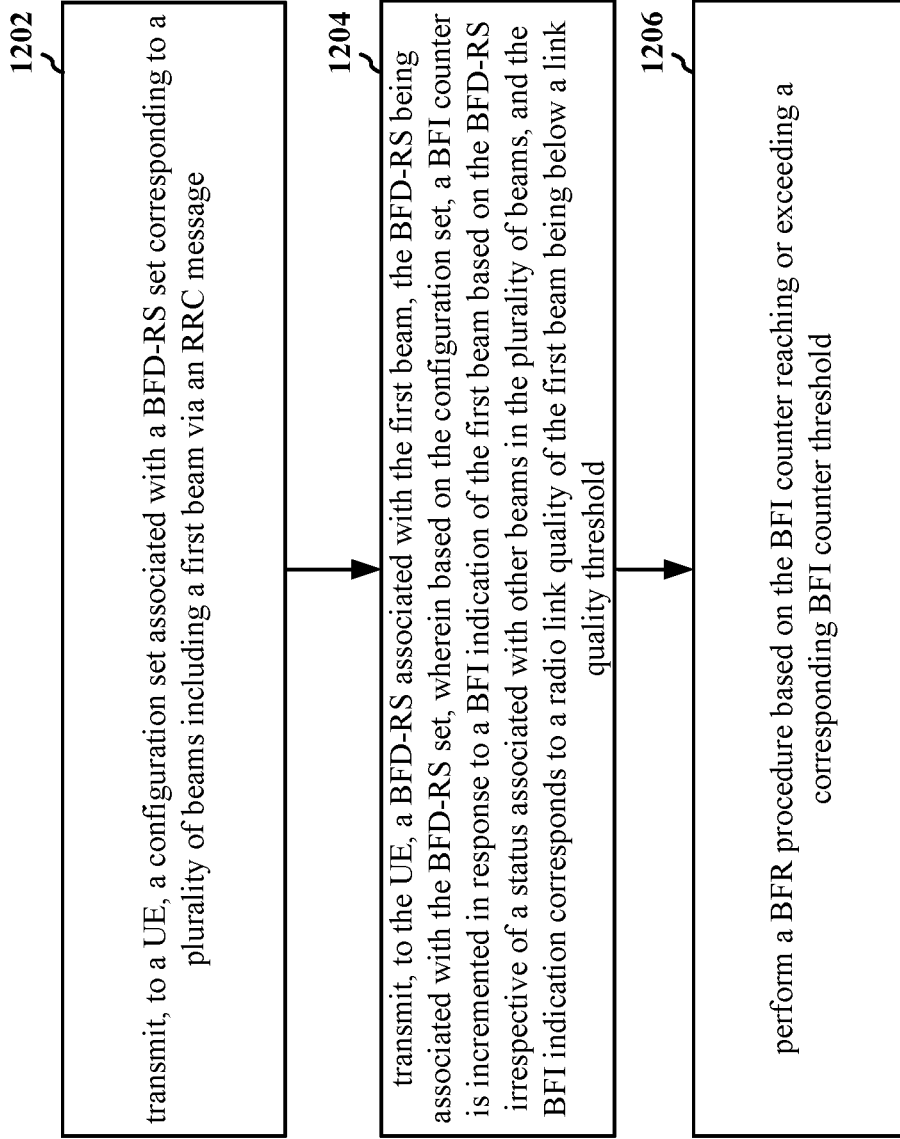 1202
transmit, to a UE, a configuration set associated with a BFD-RS set corresponding to a
plurality of beams including a first beam via an RRC message
1204
transmit, to the UE, a BFD-RS associated with the first beam, the BFD-RS being
associated with the BFD-RS set, wherein based on the configuration set, a BFI counter
is incremented in response to a BFI indication of the first beam based on the BFD-RS
irrespective of a status associated with other beams in the plurality of beams, and the
BFI indication corresponds to a radio link quality of the first beam being below a link
quality threshold
1206
perform a BFR procedure based on the BFI counter reaching or exceeding a
corresponding BFI counter threshold